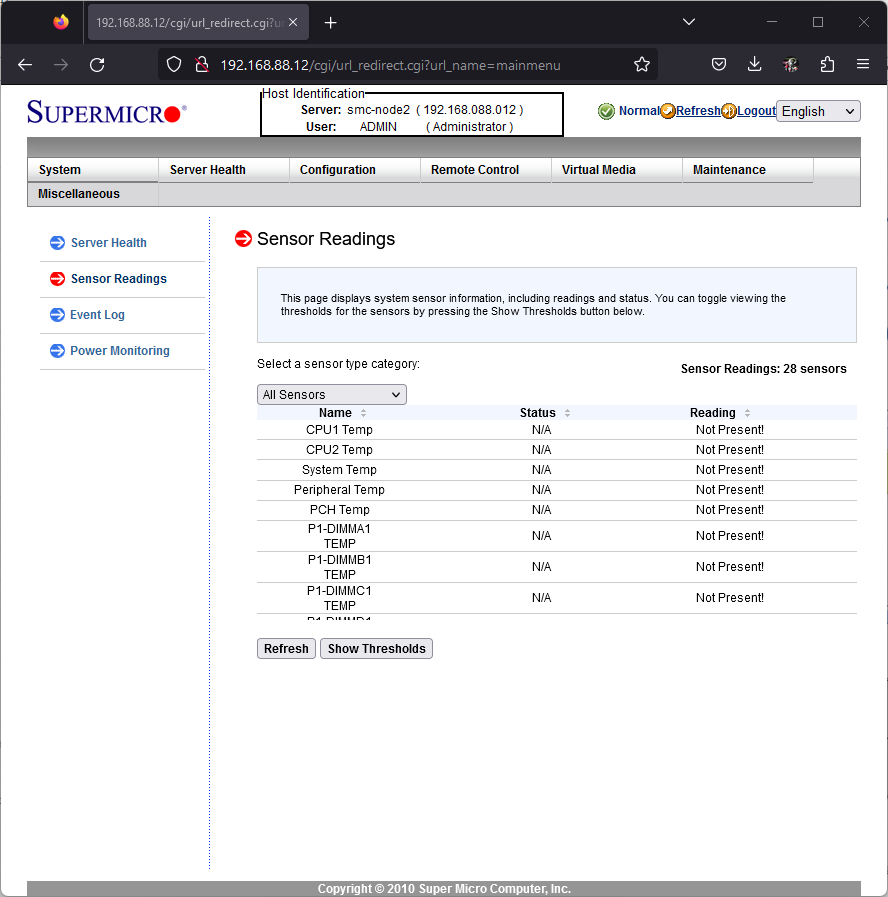 192.168.88.12/cgi/url_redirect.cgi?u
192.168.88.12/cgi/url_redirect.cgi?url_name=mainmenu
SUPERMICRO®
Host Identification
Server: smc-node2 ( 192.168.088.012 )
User: ADMIN ( Administrator )
Normal Refresh Logout English
System Server Health Configuration Remote Control Virtual Media Maintenance
Miscellaneous
Server Health
Sensor Readings
Event Log
Power Monitoring
Sensor Readings
This page displays system sensor information, including readings and status. You can toggle viewing the
thresholds for the sensors by pressing the Show Thresholds button below.
Select a sensor type category:
Sensor Readings: 28 sensors
All Sensors
Name Status Reading
CPU1 Temp N/A Not Present!
CPU2 Temp N/A Not Present!
System Temp N/A Not Present!
Peripheral Temp N/A Not Present!
PCH Temp N/A Not Present!
P1-DIMMA1
TEMP N/A Not Present!
P1-DIMMB1
TEMP N/A Not Present!
P1-DIMMC1
TEMP N/A Not Present!
Refresh Show Thresholds
Copyright © 2010 Super Micro Computer, Inc.